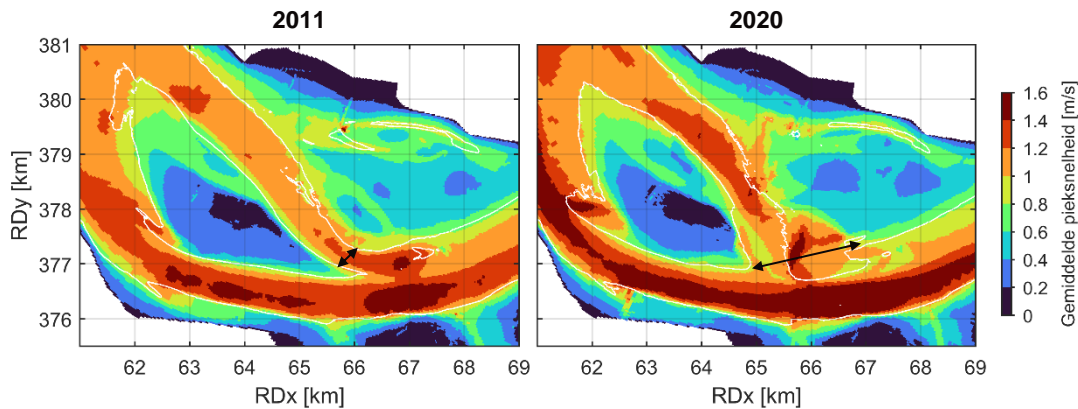 2011 2020
381
380
379
378
377
376
RDy [km]
62 63 64 65 66 67 68 69
RDx [km]
62 63 64 65 66 67 68 69
RDx [km]
1.6
1.4
1.2
1
0.8
0.6
0.4
0.2
0
Gemiddelde pieksnelheid [m/s]